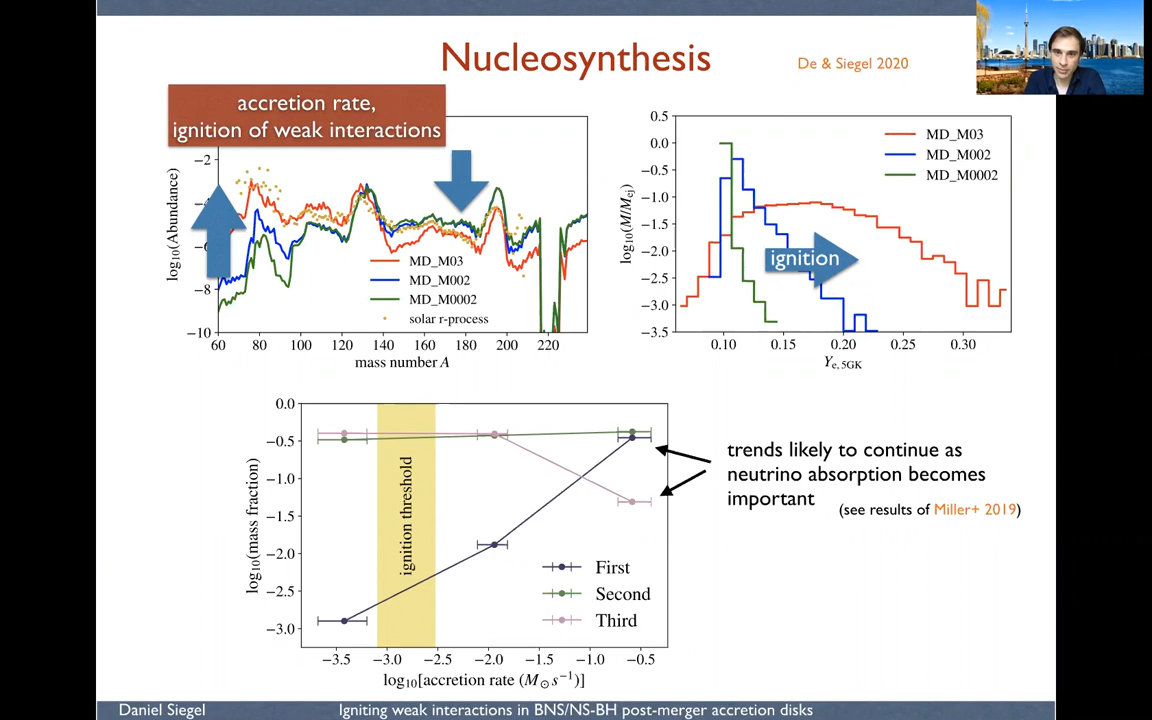 Nucleosynthesis
De & Siegel 2020
accretion rate,
ignition of weak interactions
log10(Abundance)
−2
−6
−8
−10
60 80 100 120 140 160 180 200 220
mass number A
MD_M03
MD_M002
MD_M0002
solar r-process
log10(M/Mej)
0.5
0.0
−0.5
−1.0
−1.5
−2.0
−2.5
−3.0
−3.5
0.10 0.15 0.20 0.25 0.30
Ye,5GK
MD_M03
MD_M002
MD_M0002
ignition
log10(mass fraction)
0.0
−0.5
−1.0
−1.5
−2.0
−2.5
−3.0
ignition threshold
First
Second
Third
−3.5 −3.0 −2.5 −2.0 −1.5 −1.0 −0.5
log10[accretion rate (M⊙s−1)]
trends likely to continue as
neutrino absorption becomes
important
(see results of Miller+ 2019)
Daniel Siegel
Igniting weak interactions in BNS/NS-BH post-merger accretion disks